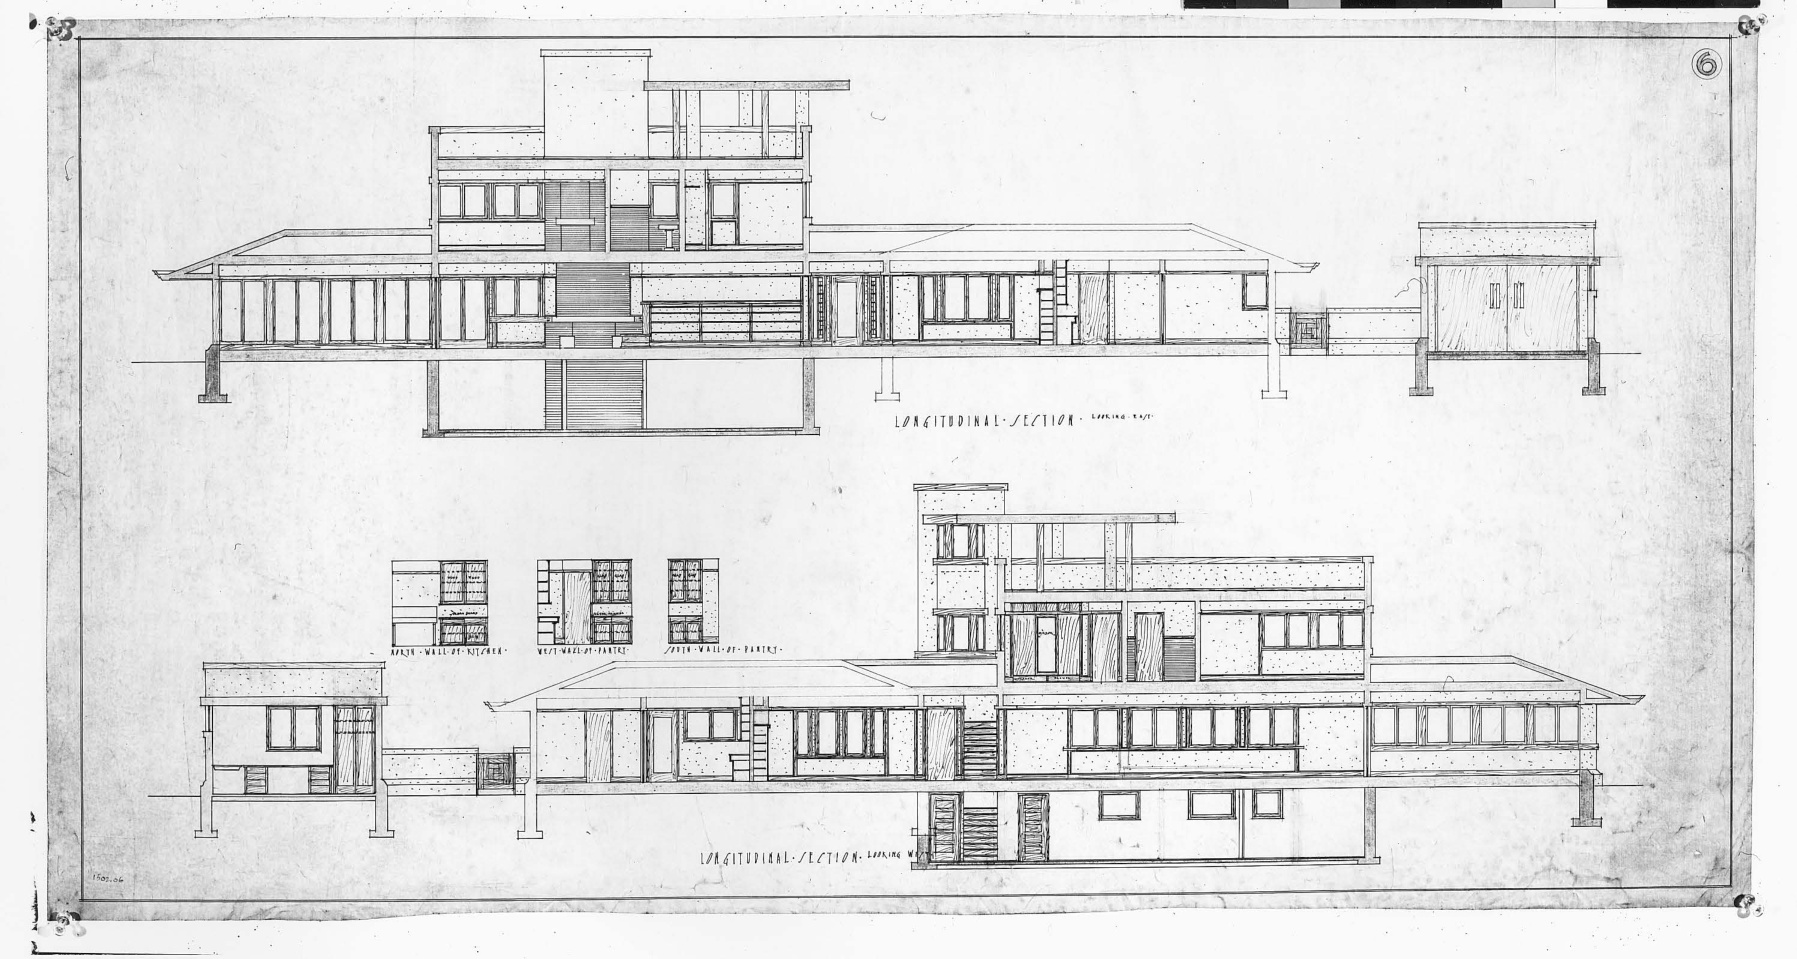 6
LONGITUDINAL · SECTION · LOOKING · EAST ·
NORTH · WALL · OF · KITCHEN ·
WEST · WALL · OF · PANTRY ·
SOUTH · WALL · OF · PANTRY ·
LONGITUDINAL · SECTION · LOOKING WEST
1503.06